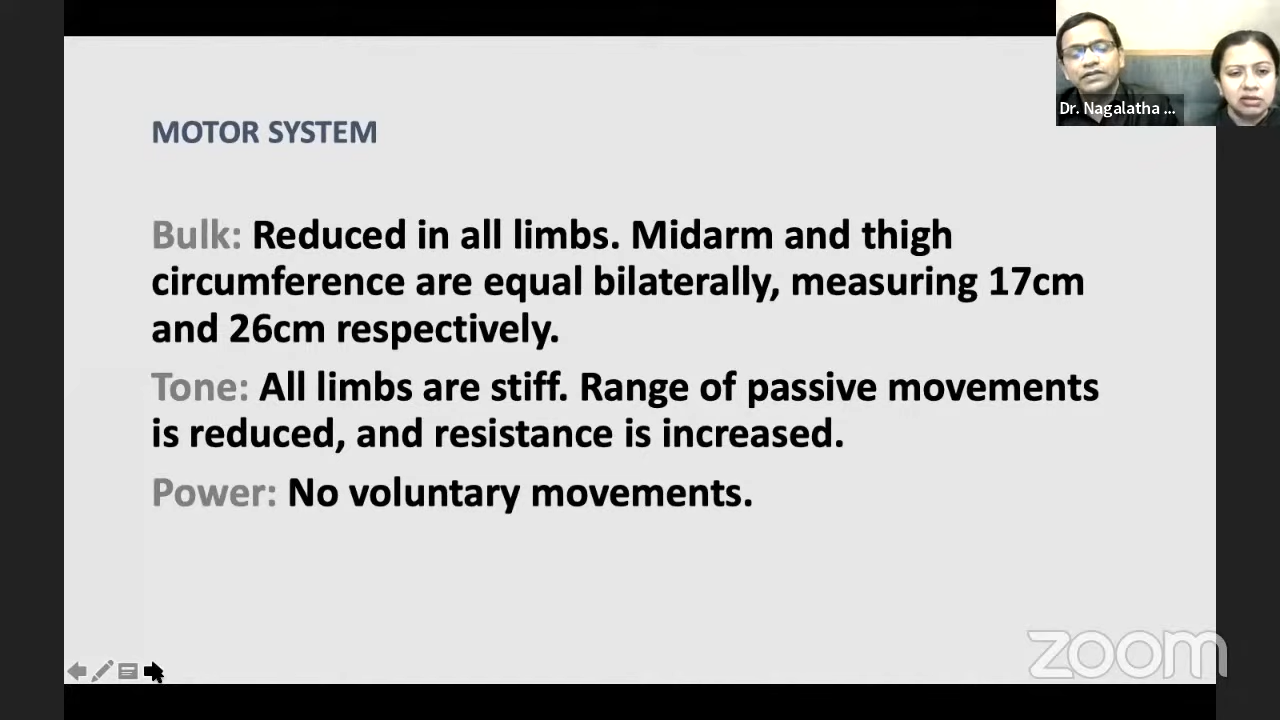 Dr. Nagalatha ...
MOTOR SYSTEM
Bulk: Reduced in all limbs. Midarm and thigh
circumference are equal bilaterally, measuring 17cm
and 26cm respectively.
Tone: All limbs are stiff. Range of passive movements
is reduced, and resistance is increased.
Power: No voluntary movements.
zoom